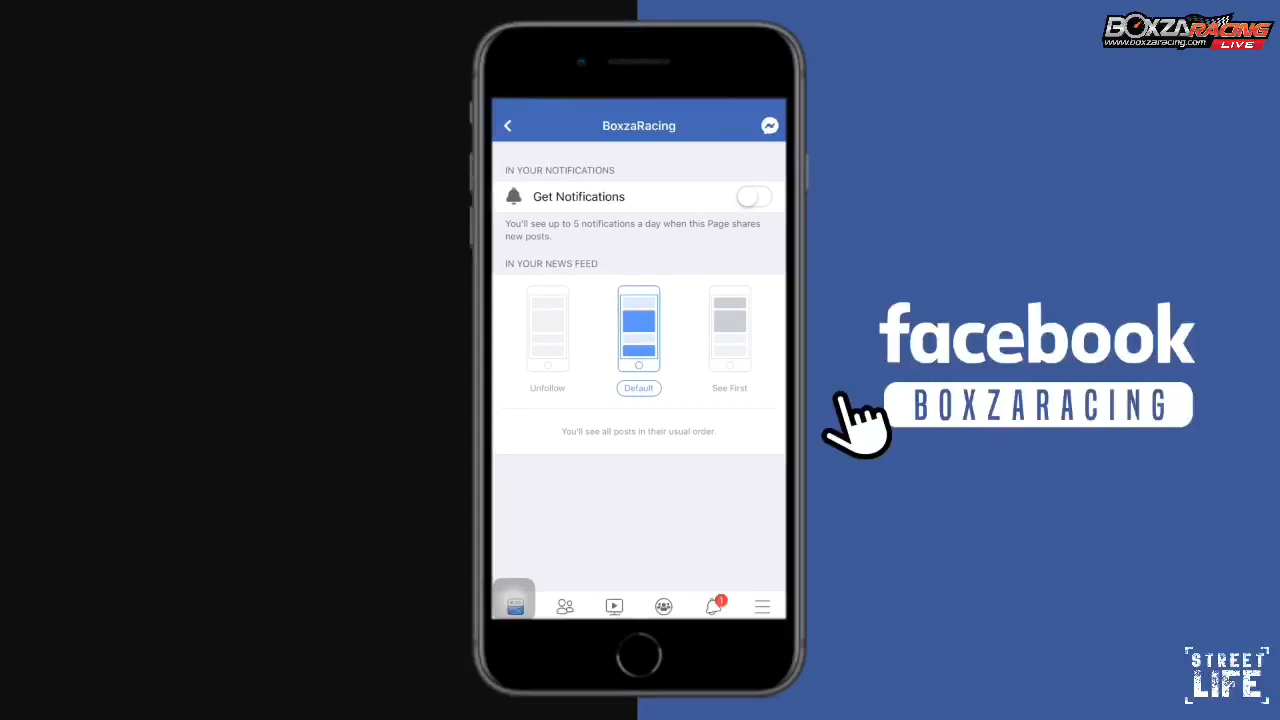 BOXZARACING
www.boxzaracing.com LIVE
BoxzaRacing
IN YOUR NOTIFICATIONS
Get Notifications
You'll see up to 5 notifications a day when this Page shares
new posts.
IN YOUR NEWS FEED
Unfollow
Default
See First
You'll see all posts in their usual order.
1
facebook
BOXZARACING
STREET
LIFE